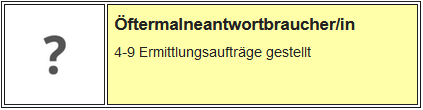 ?
Öftermalneantwortbraucher/in
4-9 Ermittlungsaufträge gestellt